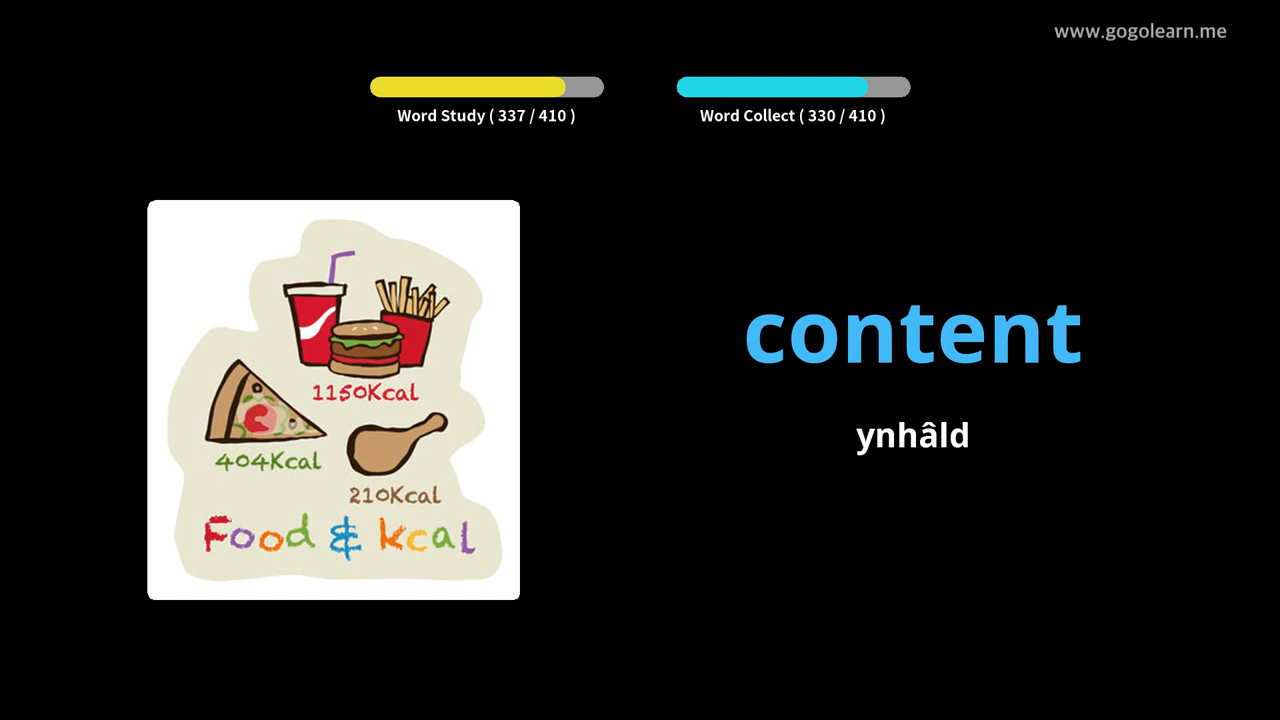 www.gogolearn.me
Word Study ( 337 / 410 )
Word Collect ( 330 / 410 )
1150Kcal
404Kcal
210Kcal
Food & kcal
content
ynhâld